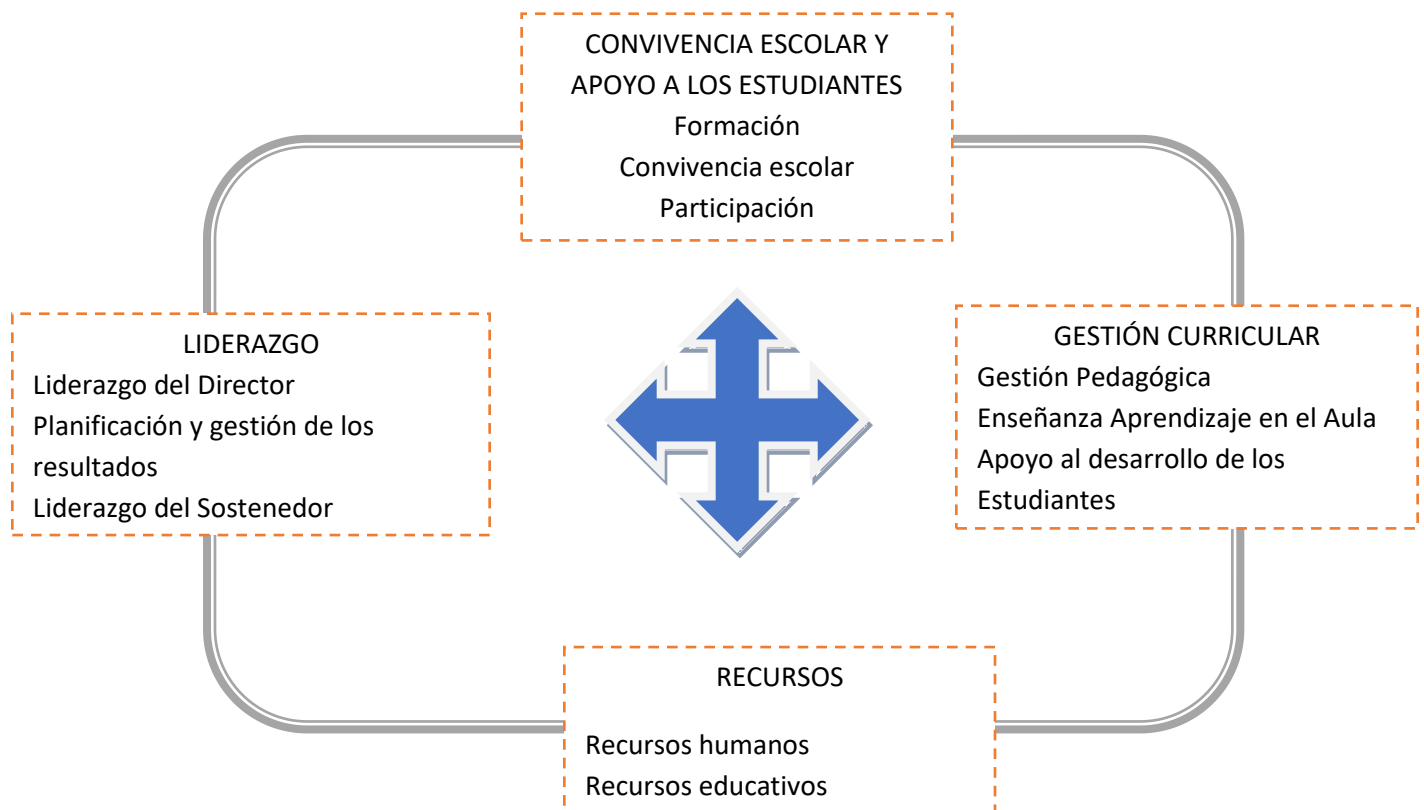 CONVIVENCIA ESCOLAR Y
APOYO A LOS ESTUDIANTES
Formación
Convivencia escolar
Participación
LIDERAZGO
Liderazgo del Director
Planificación y gestión de los
resultados
Liderazgo del Sostenedor
GESTIÓN CURRICULAR
Gestión Pedagógica
Enseñanza Aprendizaje en el Aula
Apoyo al desarrollo de los
Estudiantes
RECURSOS
Recursos humanos
Recursos educativos